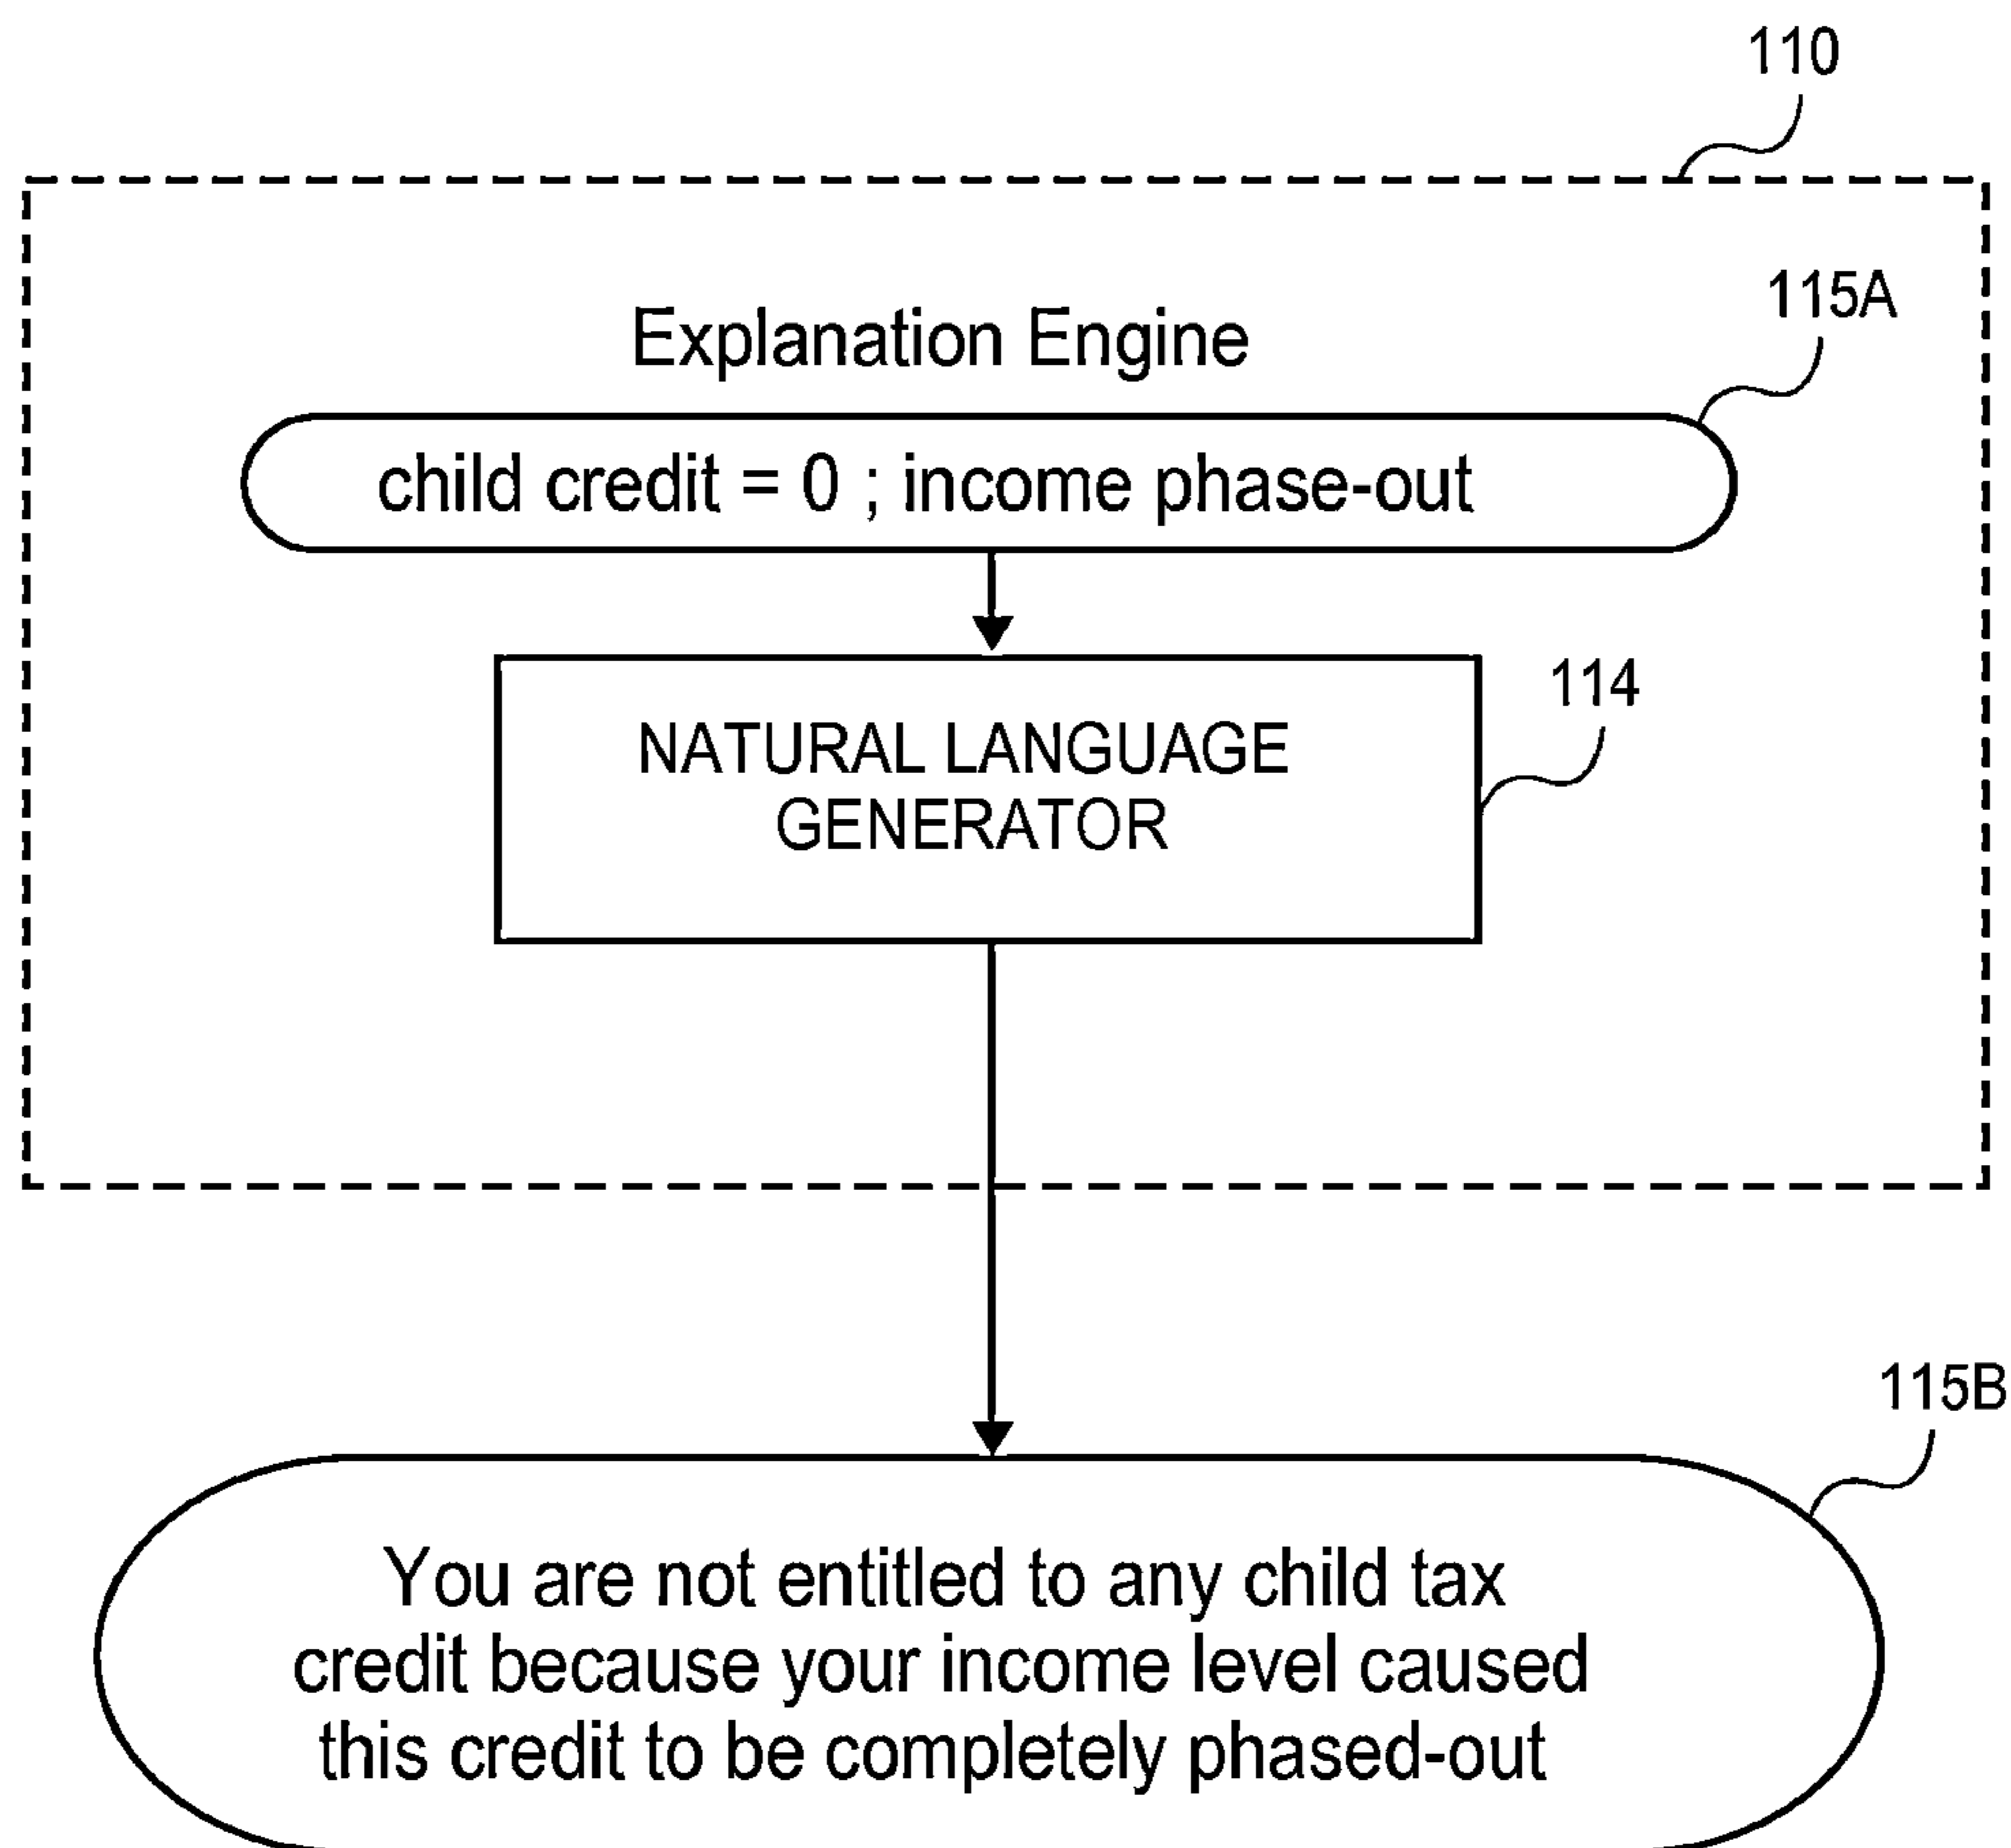 110
115A
Explanation Engine
child credit = 0 ; income phase-out
114
NATURAL LANGUAGE
GENERATOR
115B
You are not entitled to any child tax
credit because your income level caused
this credit to be completely phased-out